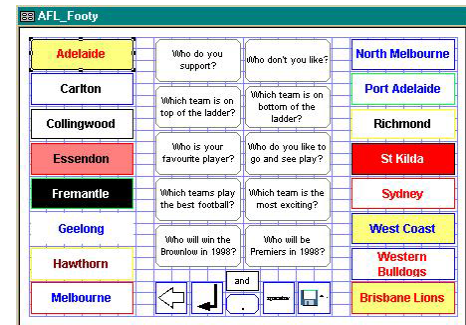 AFL_Footy
Adelaide
Who do you
support?
Who don't you like?
North Melbourne
Carlton
Which team is on
top of the ladder?
Which team is on
bottom of the
ladder?
Port Adelaide
Collingwood
Richmond
Essendon
Who is your
favourite player?
Who do you like to
go and see play?
St Kilda
Fremantle
Which teams play
the best football?
Which team is the
most exciting?
Sydney
Geelong
West Coast
Hawthorn
Who will win the
Brownlow in 1998?
Who will be
Premiers in 1998?
Western
Bulldogs
and
Melbourne
.
Brisbane Lions